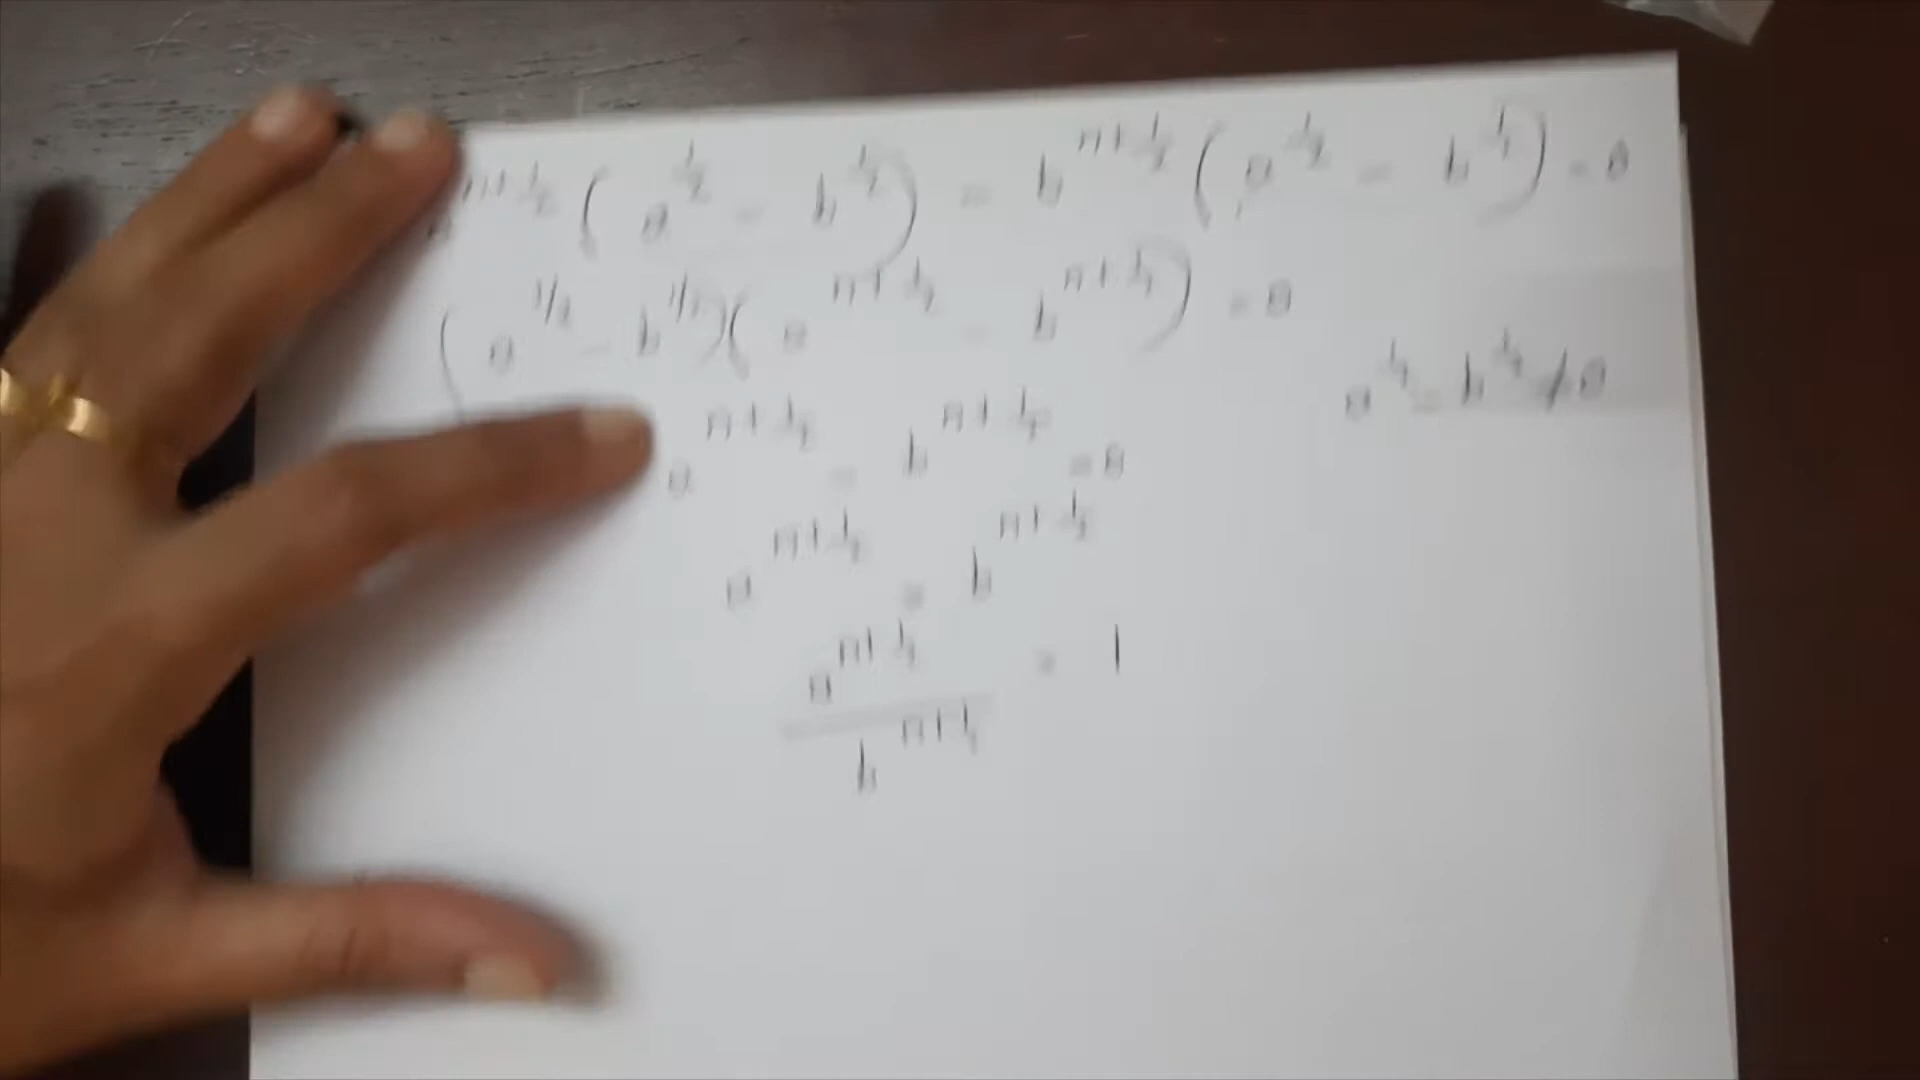 a^{n+1/2} ( a^{1/2} - b^{1/2} ) - b^{n+1/2} ( a^{1/2} - b^{1/2} ) = 0
( a^{1/2} - b^{1/2} ) ( a^{n+1/2} - b^{n+1/2} ) = 0
a^{1/2} - b^{1/2} ≠ 0
a^{n+1/2} - b^{n+1/2} = 0
a^{n+1/2} = b^{n+1/2}
a^{n+1/2} / b^{n+1/2} = 1